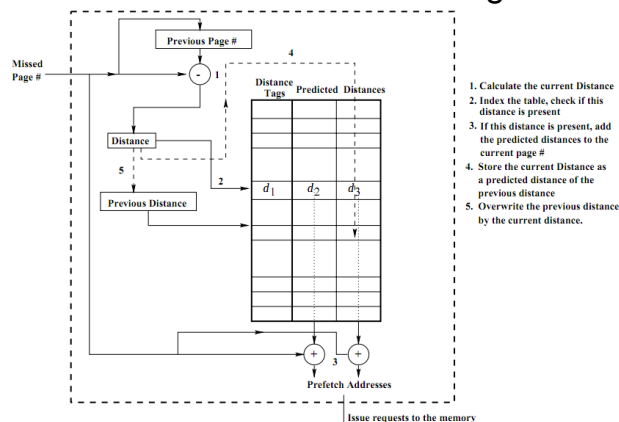 Previous Page #
Missed
Page #
-
1
4
Distance
Tags
Predicted Distances
Distance
5
2
d1
d2
d3
Previous Distance
+
3
+
Prefetch Addresses
Issue requests to the memory
1. Calculate the current Distance
2. Index the table, check if this
distance is present
3. If this distance is present, add
the predicted distances to the
current page #
4. Store the current Distance as
a predicted distance of the
previous distance
5. Overwrite the previous distance
by the current distance.